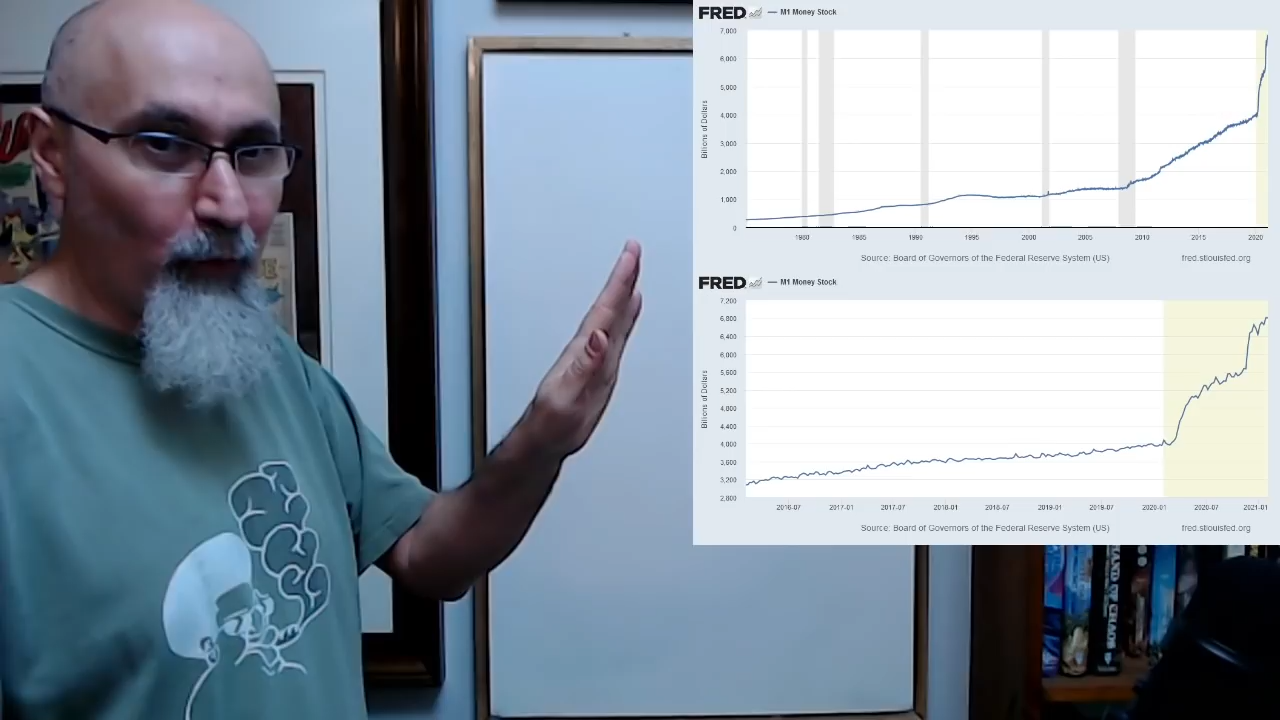 FRED — M1 Money Stock
7,000
6,000
5,000
4,000
3,000
2,000
1,000
0
Billions of Dollars
1980 1985 1990 1995 2000 2005 2010 2015 2020
Source: Board of Governors of the Federal Reserve System (US) fred.stlouisfed.org
FRED — M1 Money Stock
7,200
6,800
6,400
6,000
5,600
5,200
4,800
4,400
4,000
3,600
3,200
2,800
Billions of Dollars
2016-07 2017-01 2017-07 2018-01 2018-07 2019-01 2019-07 2020-01 2020-07 2021-01
Source: Board of Governors of the Federal Reserve System (US) fred.stlouisfed.org